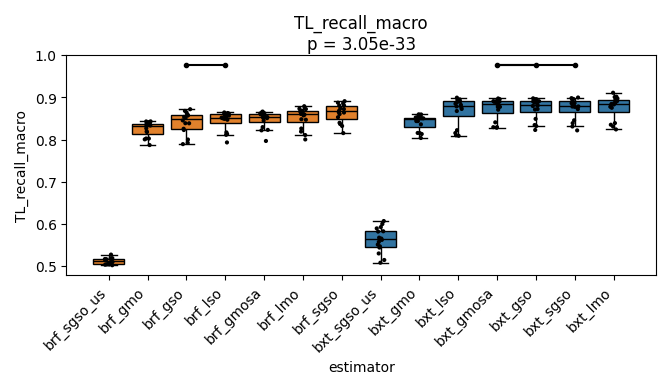 TL_recall_macro
p = 3.05e-33
TL_recall_macro
1.0
0.9
0.8
0.7
0.6
0.5
brf_sgso_us
brf_gmo
brf_gso
brf_lso
brf_gmosa
brf_lmo
brf_sgso
bxt_sgso_us
bxt_gmo
bxt_lso
bxt_gmosa
bxt_gso
bxt_sgso
bxt_lmo
estimator